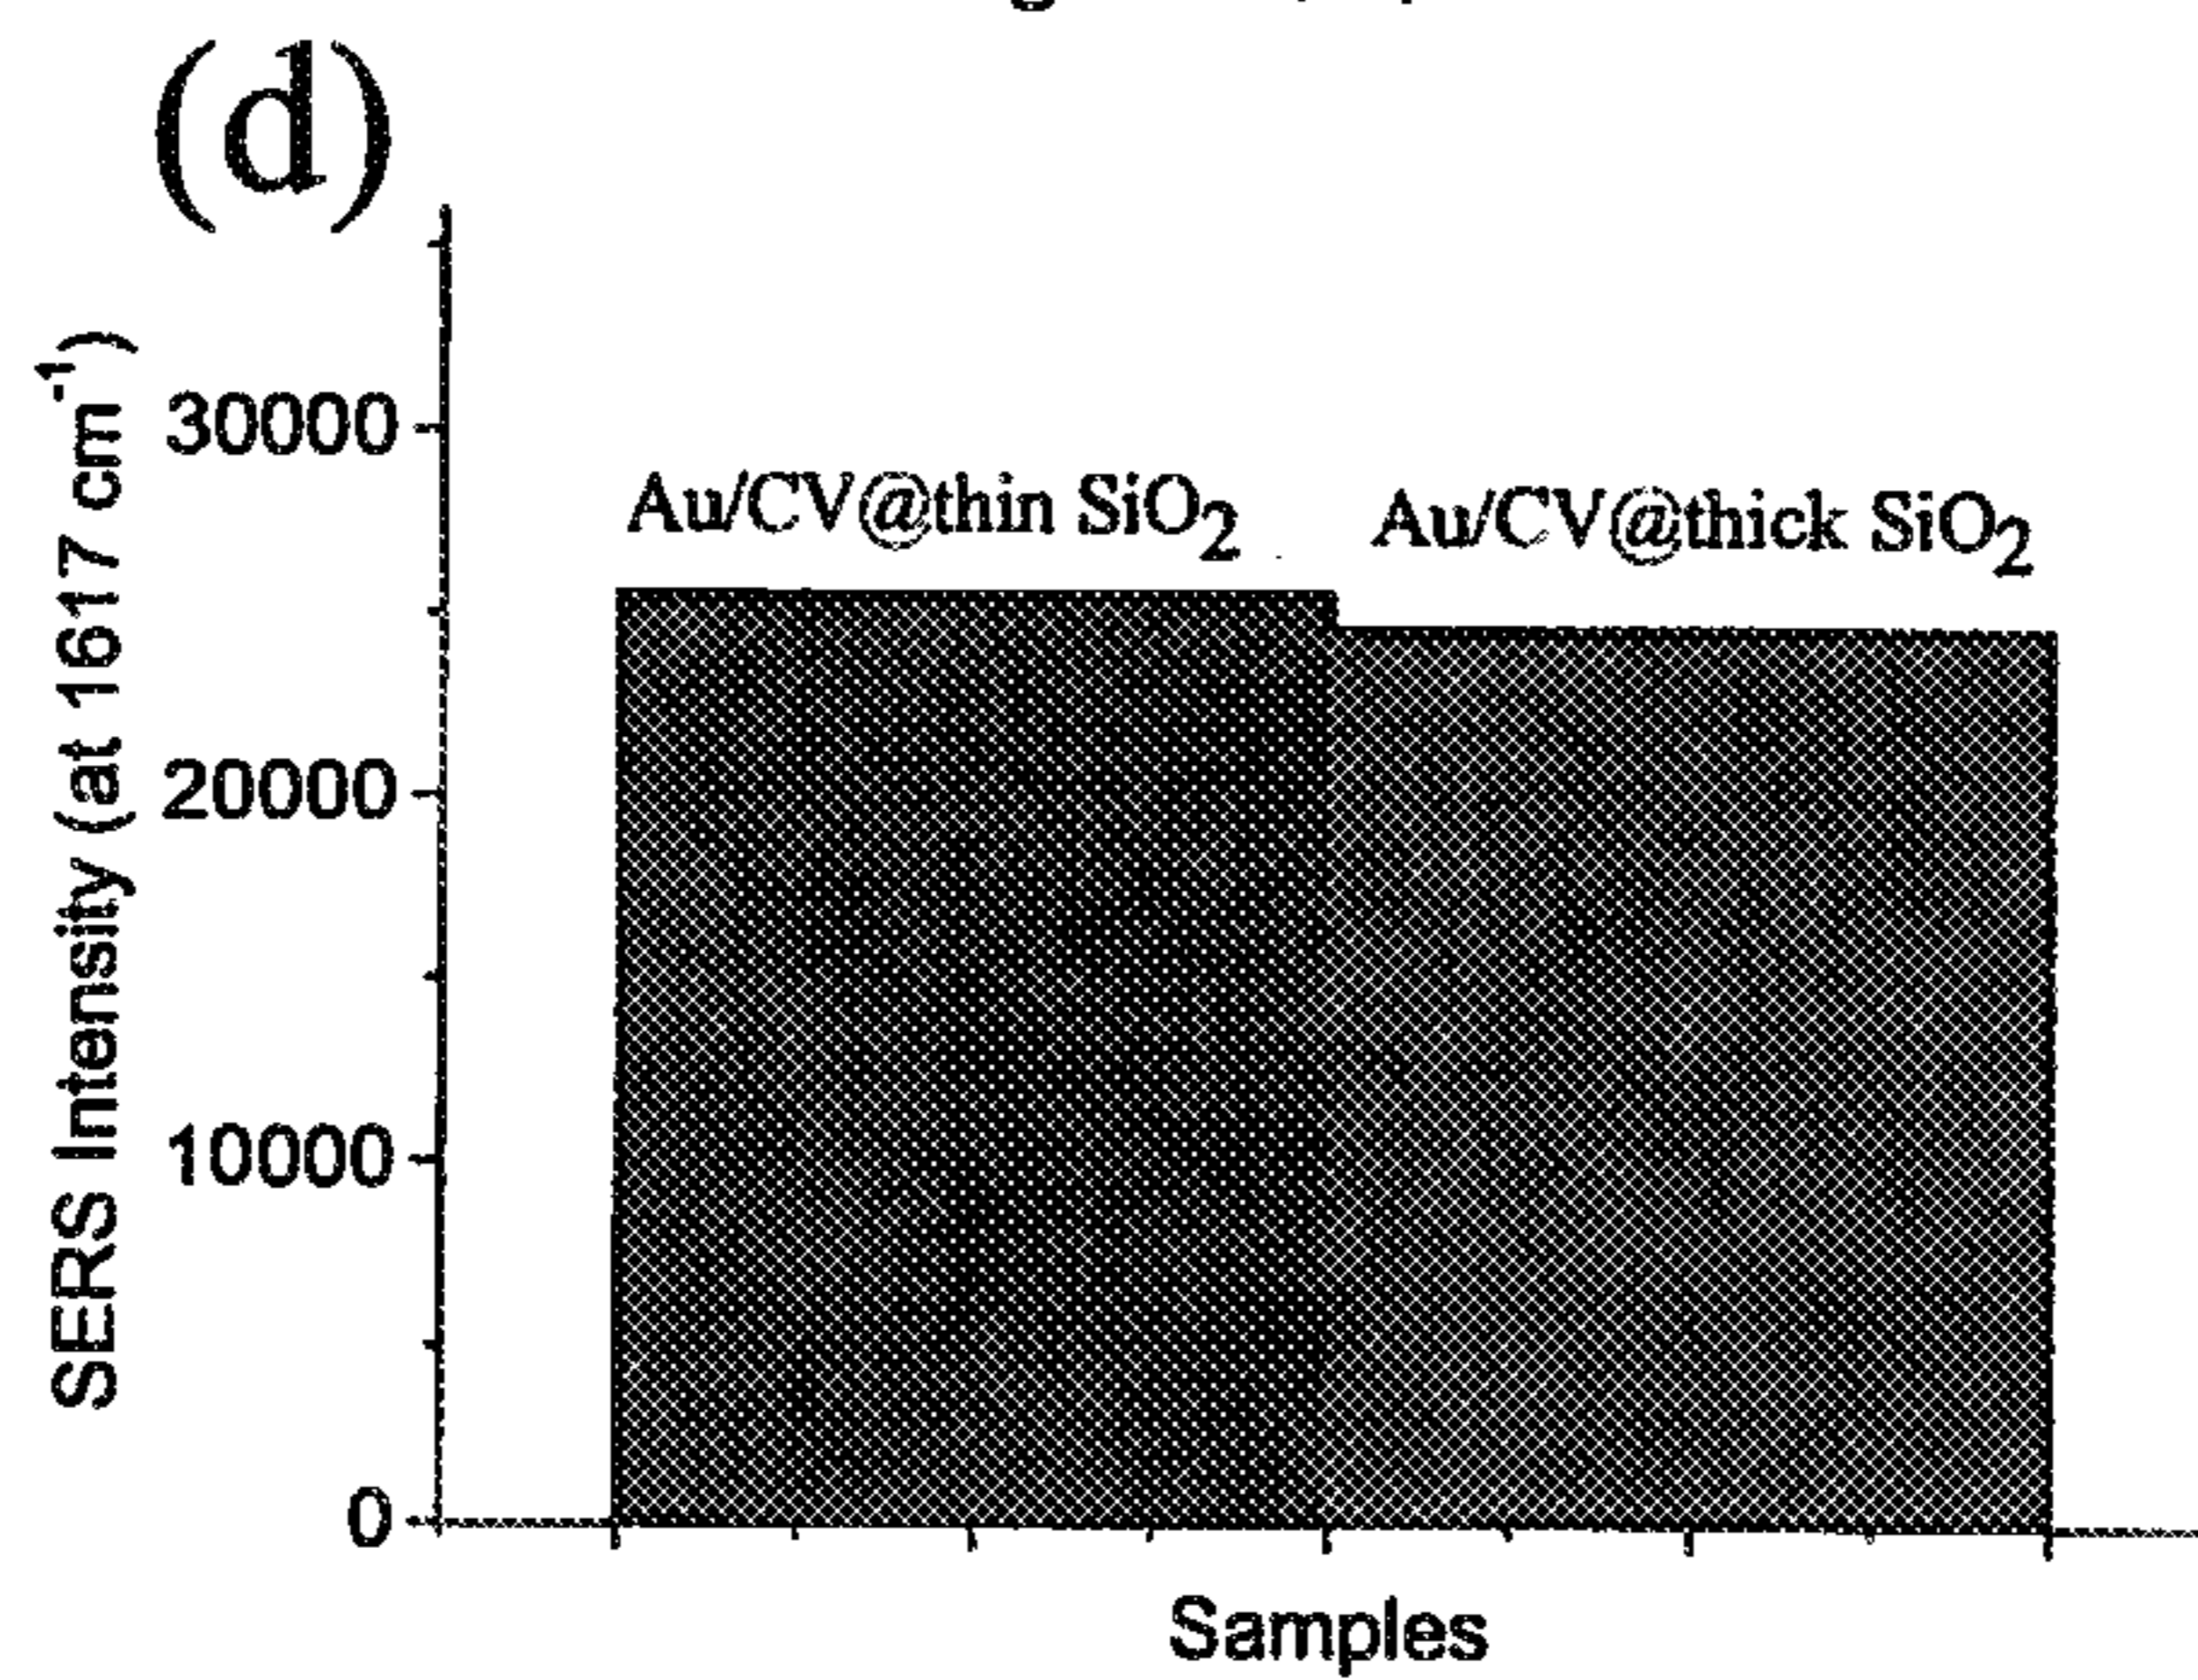 (d)
SERS Intensity (at 1617 cm⁻¹)
30000
20000
10000
0
Au/CV@thin SiO₂
Au/CV@thick SiO₂
Samples